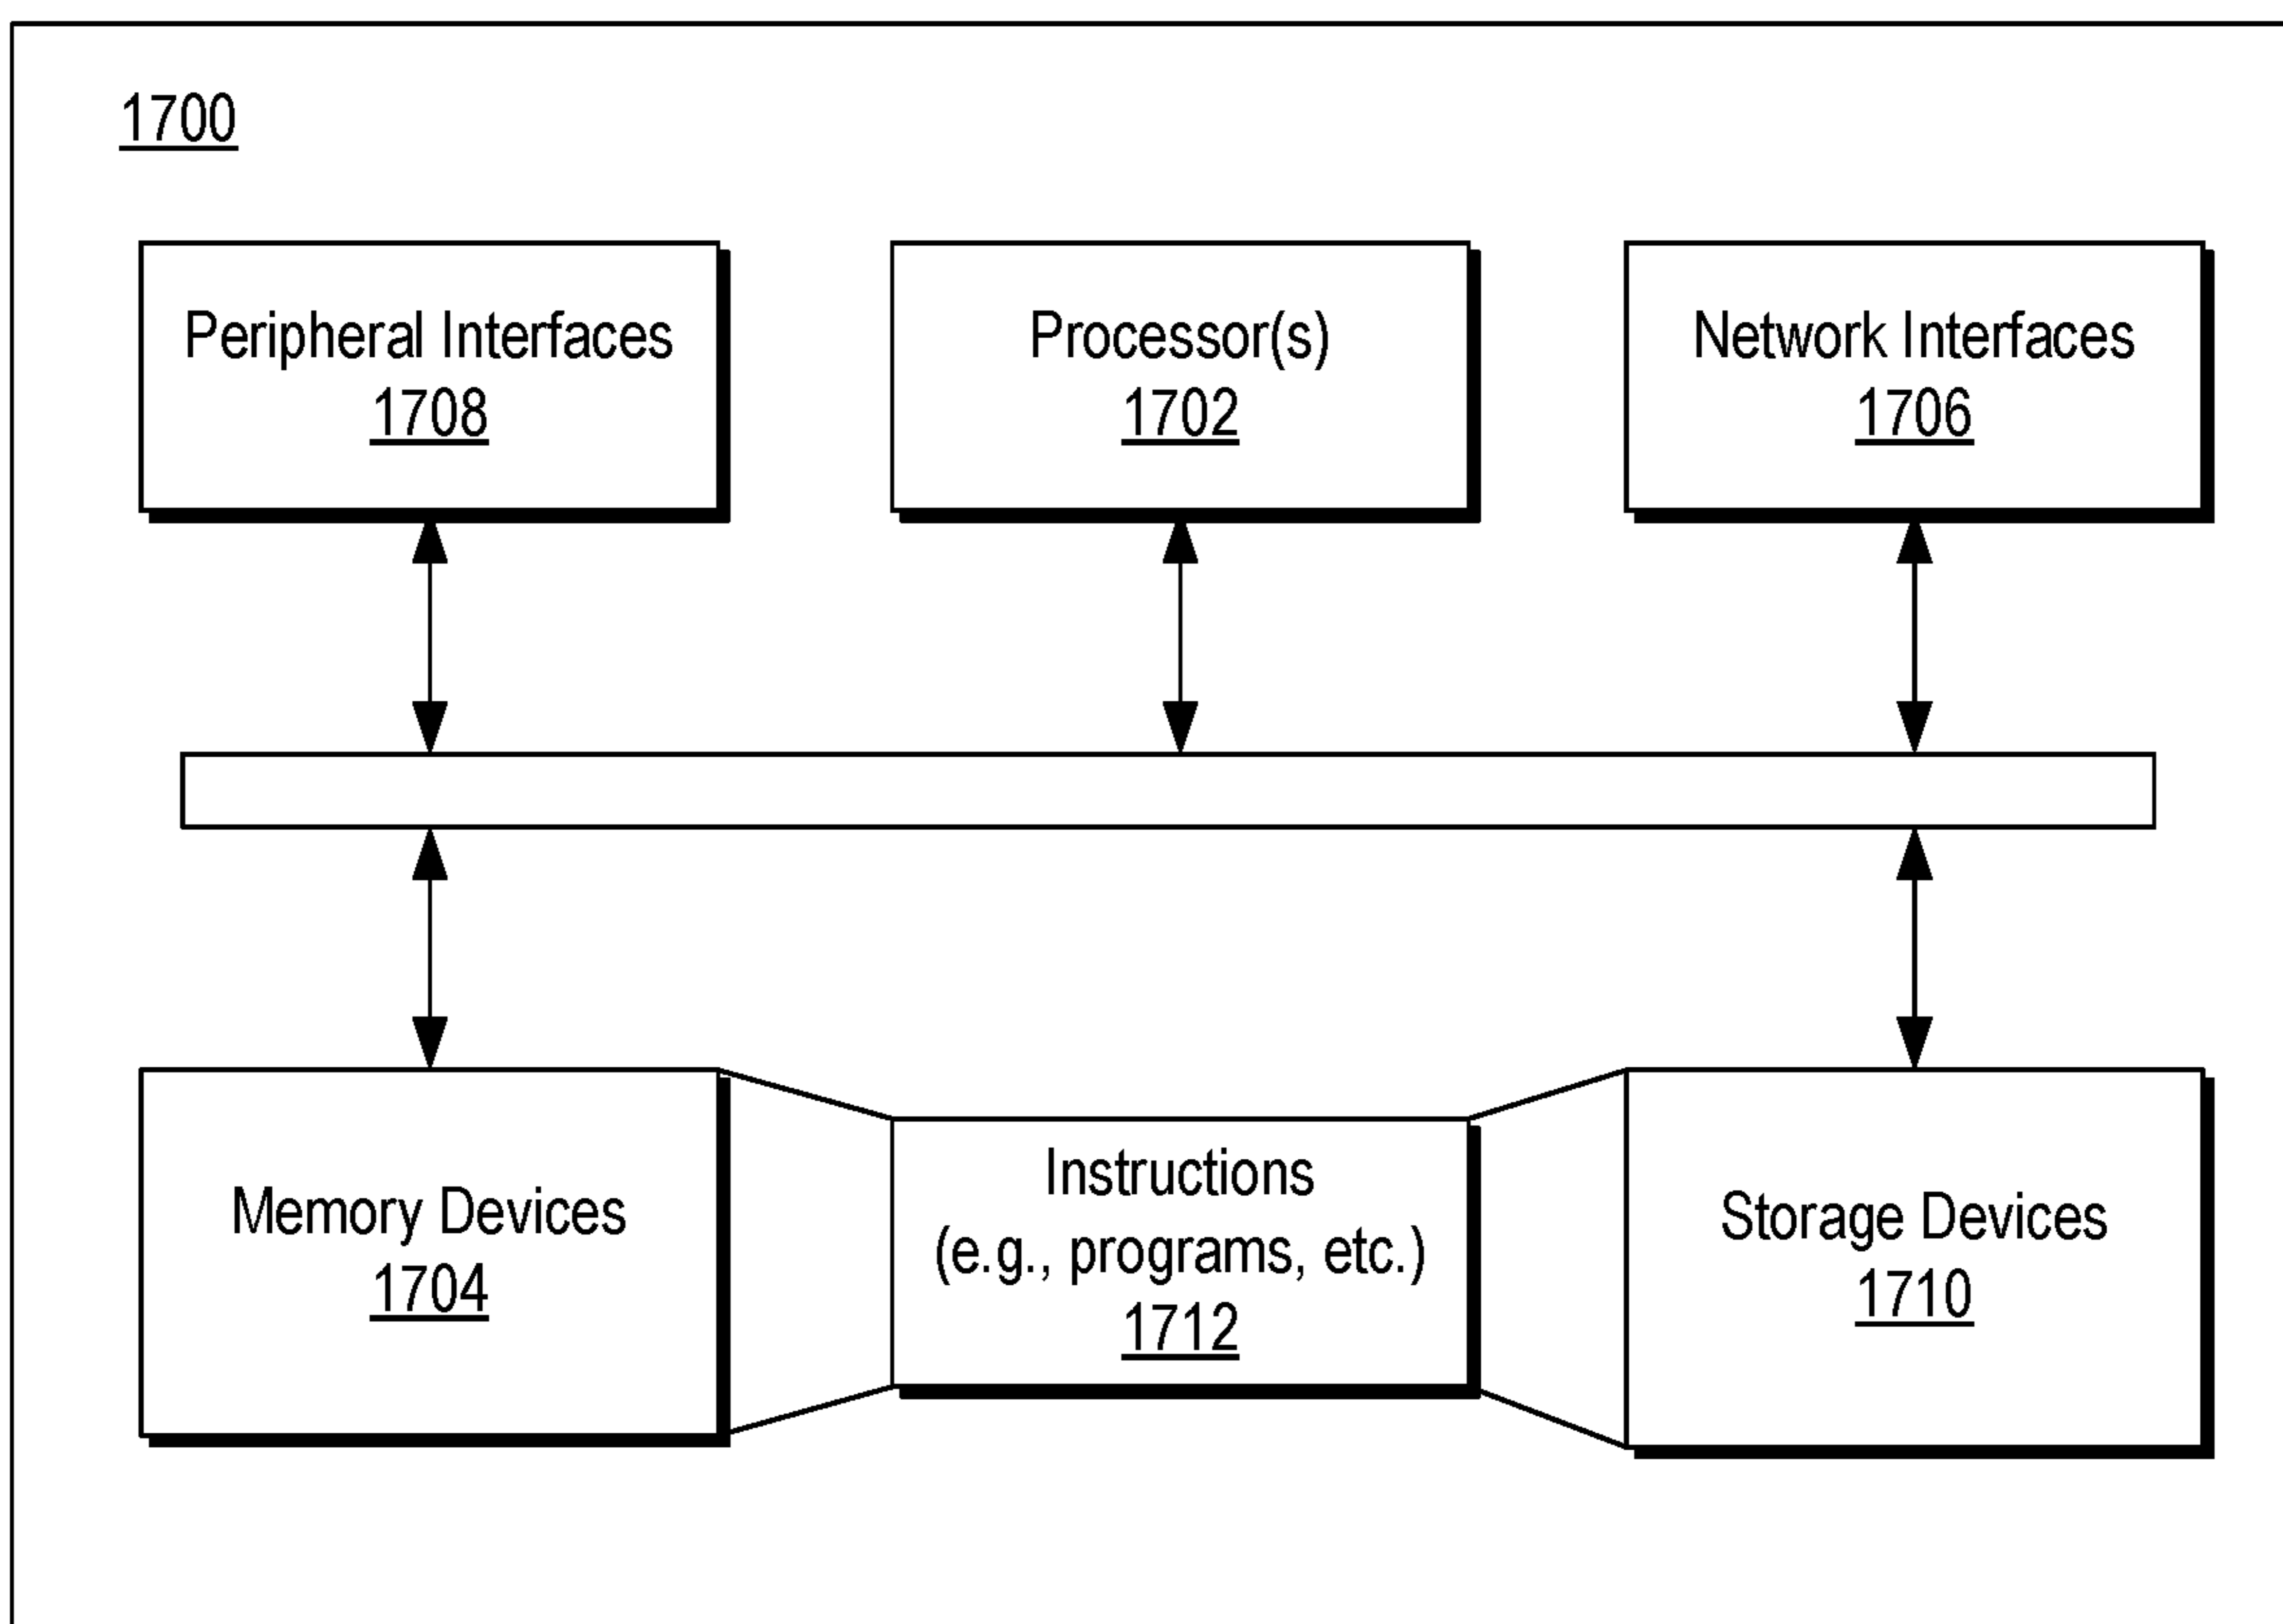 1700
Peripheral Interfaces
1708
Processor(s)
1702
Network Interfaces
1706
Memory Devices
1704
Instructions
(e.g., programs, etc.)
1712
Storage Devices
1710